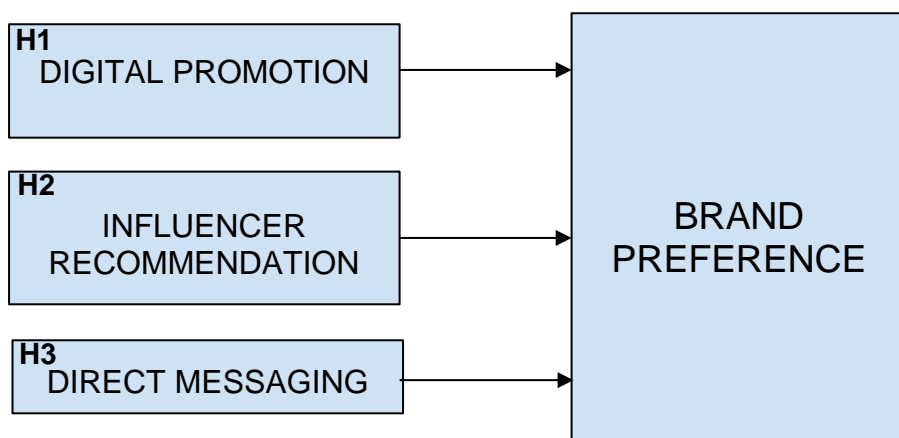 H1
DIGITAL PROMOTION
H2
INFLUENCER
RECOMMENDATION
H3
DIRECT MESSAGING
BRAND
PREFERENCE